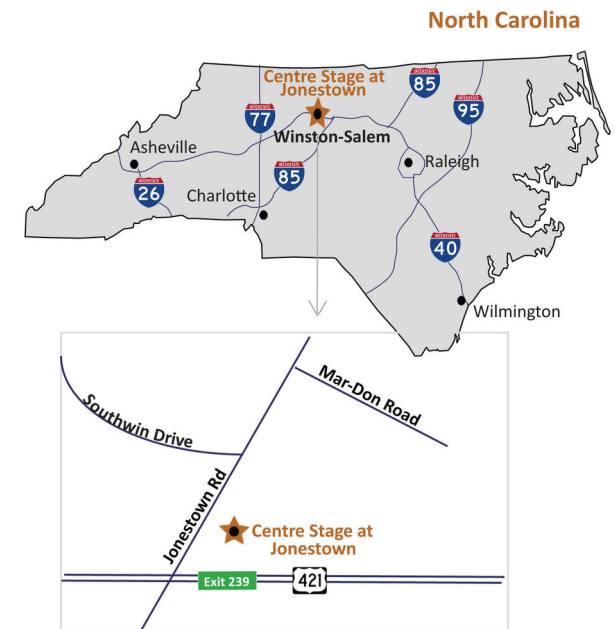 North Carolina
Centre Stage at
Jonestown
INTERSTATE
85
INTERSTATE
95
INTERSTATE
77
Winston-Salem
Asheville
Raleigh
INTERSTATE
85
INTERSTATE
26
Charlotte
INTERSTATE
40
Wilmington
Mar-Don Road
Southwin Drive
Jonestown Rd
Centre Stage at
Jonestown
Exit 239
421